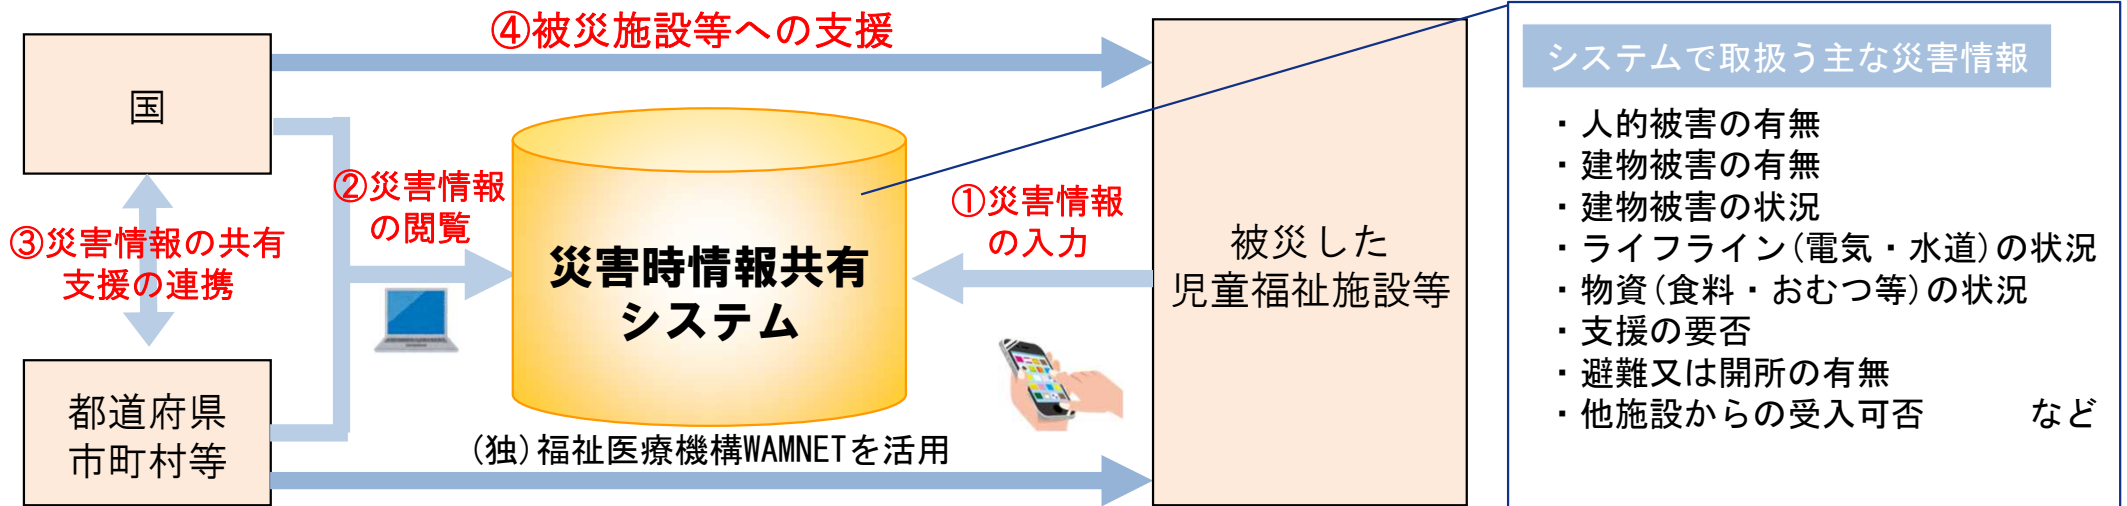 ④被災施設等への支援
国
②災害情報
の閲覧
③災害情報の共有
支援の連携
都道府県
市町村等
災害時情報共有
システム
(独)福祉医療機構WAMNETを活用
①災害情報
の入力
被災した
児童福祉施設等
システムで取扱う主な災害情報
・人的被害の有無
・建物被害の有無
・建物被害の状況
・ライフライン(電気・水道)の状況
・物資(食料・おむつ等)の状況
・支援の要否
・避難又は開所の有無
・他施設からの受入可否　　　など